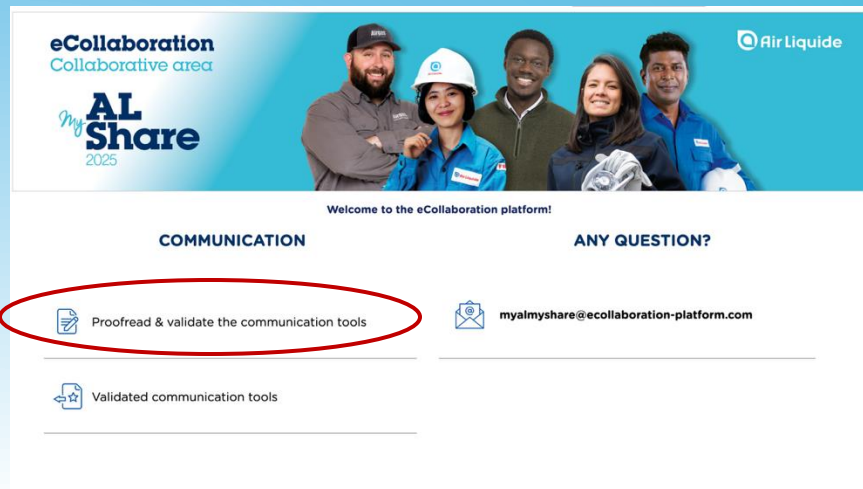 eCollaboration
Collaborative area
My AL
Share
2025
Air Liquide
Welcome to the eCollaboration platform!
COMMUNICATION
ANY QUESTION?
Proofread & validate the communication tools
myalmyshare@ecollaboration-platform.com
Validated communication tools